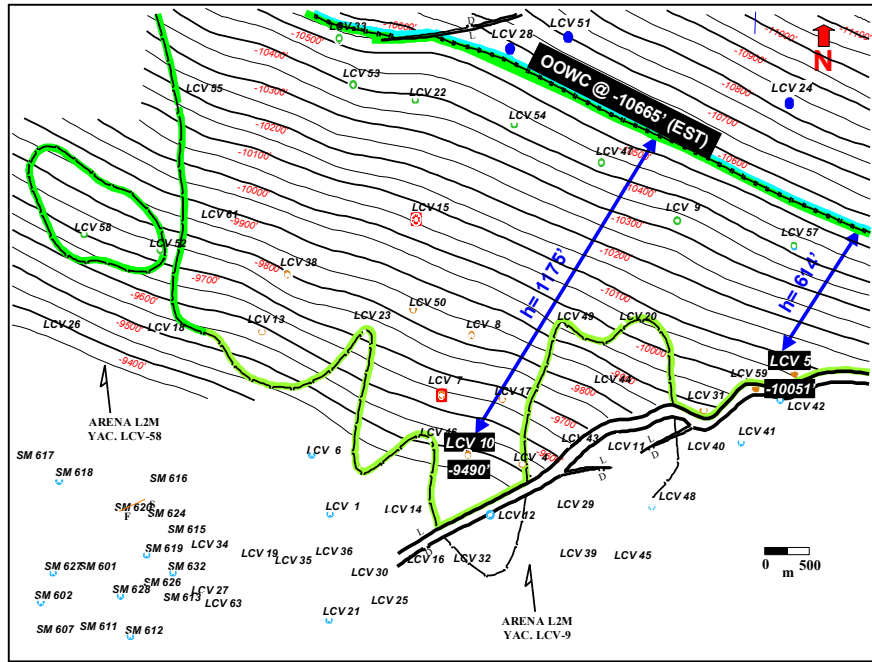 LCV 33
-10000'
D
L
LCV 51
LCV 28
-11000'
-11100'
N
-10500'
-10400'
-10300'
-10200'
-10100'
-10000'
-9900'
-9800'
-9700'
-9600'
-9500'
-9400'
LCV 53
LCV 22
LCV 55
LCV 54
LCV 47
OOWC @ -10665' (EST)
-10900'
-10800'
-10700'
-10600'
LCV 24
-10500'
-10400'
-10300'
-10200'
-10100'
-10000'
-9800'
-9700'
LCV 15
LCV 9
LCV 57
LCV 61
LCV 58
LCV 52
LCV 38
h= 1175'
h= 614'
LCV 50
LCV 23
LCV 8
LCV 49
LCV 20
LCV 26
LCV 18
LCV 13
LCV 5
-10051'
LCV 59
LCV 42
LCV 7
LCV 17
LCV 44
LCV 31
ARENA L2M
YAC. LCV-58
LCV 10
-9490'
LCV 43
LCV 11
L
D
LCV 40
LCV 41
LCV 6
L
D
SM 617
SM 618
SM 616
SM 620
F
SM 624
SM 615
LCV 1
LCV 14
LCV 12
LCV 29
LCV 48
L
D
SM 619
LCV 34
LCV 19
LCV 35
LCV 36
LCV 16
LCV 32
LCV 39
LCV 45
0
500
m
SM 627
SM 601
SM 632
LCV 30
SM 626
SM 628
SM 613
LCV 27
LCV 63
SM 602
LCV 25
LCV 21
SM 607
SM 611
SM 612
ARENA L2M
YAC. LCV-9